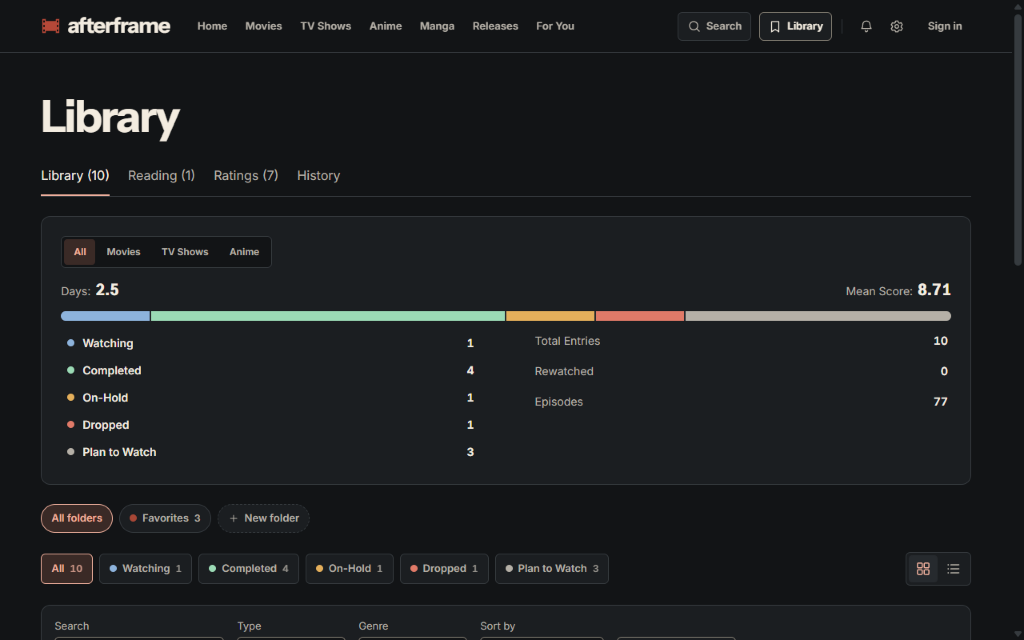 afterframe Home Movies TV Shows Anime Manga Releases For You Search Library Sign in
Library
Library (10) Reading (1) Ratings (7) History
All Movies TV Shows Anime
Days: 2.5 Mean Score: 8.71
Watching 1
Completed 4
On-Hold 1
Dropped 1
Plan to Watch 3
Total Entries 10
Rewatched 0
Episodes 77
All folders Favorites 3 + New folder
All 10 Watching 1 Completed 4 On-Hold 1 Dropped 1 Plan to Watch 3
Search Type Genre Sort by